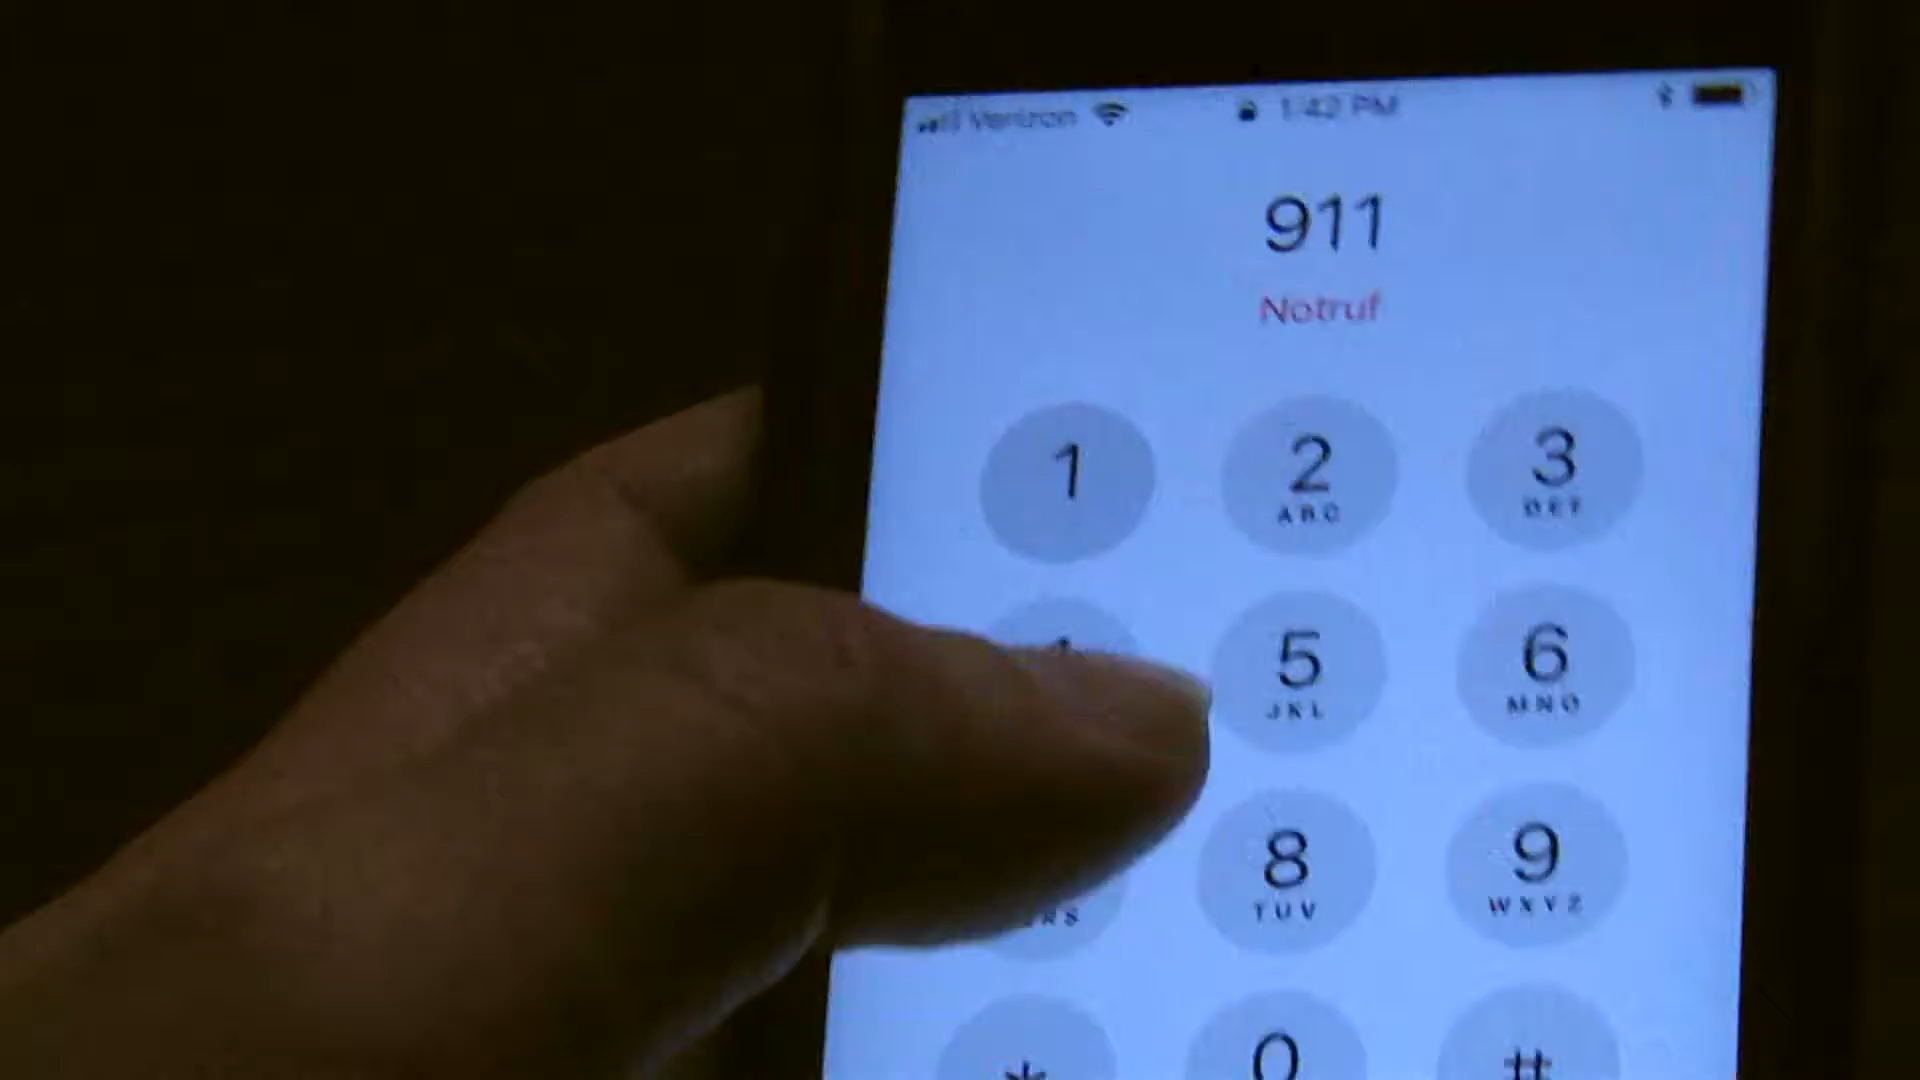 Verizon 1:42 PM
911
Notruf
1 2 3
ABC DEF
5 6
JKL MNO
8 9
TUV WXYZ
* 0 #